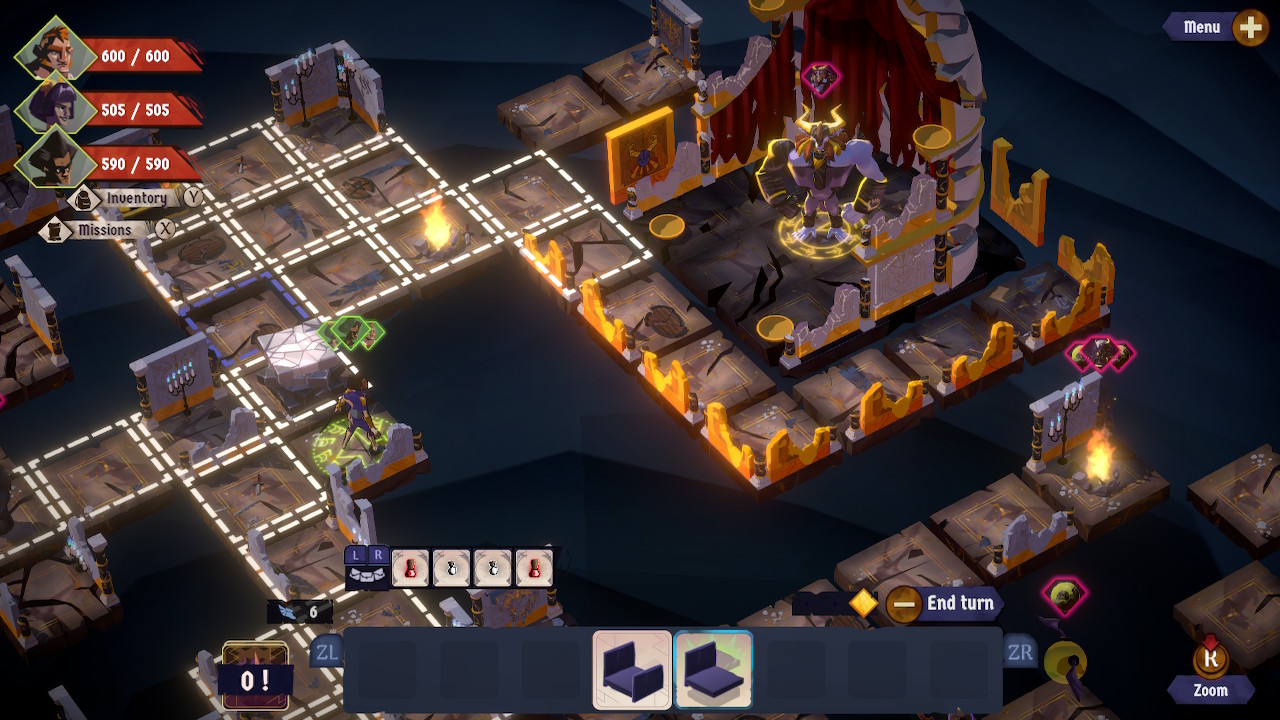 600 / 600
Menu
505 / 505
590 / 590
Inventory Y
Missions X
L R
6
End turn
ZL
ZR
0!
R
Zoom